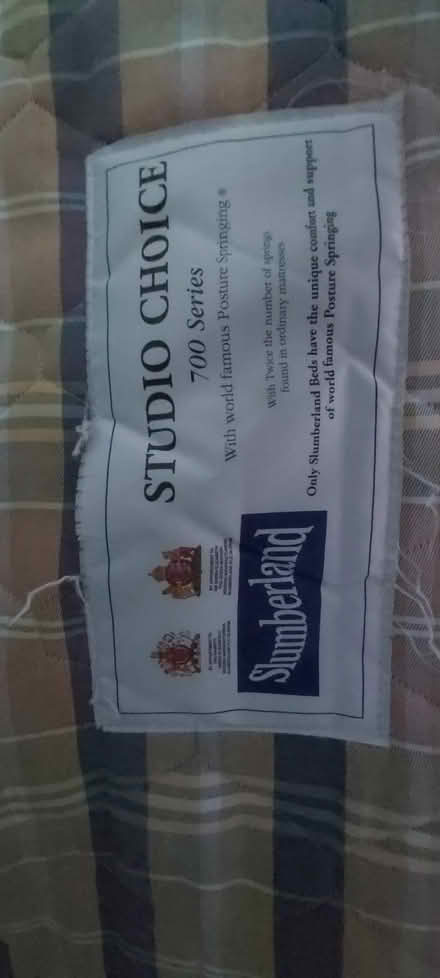 STUDIO CHOICE
700 Series
With world famous Posture Springing ®
With Twice the number of springs
found in ordinary mattresses
Only Slumberland Beds have the unique comfort and support
of world famous Posture Springing
Slumberland